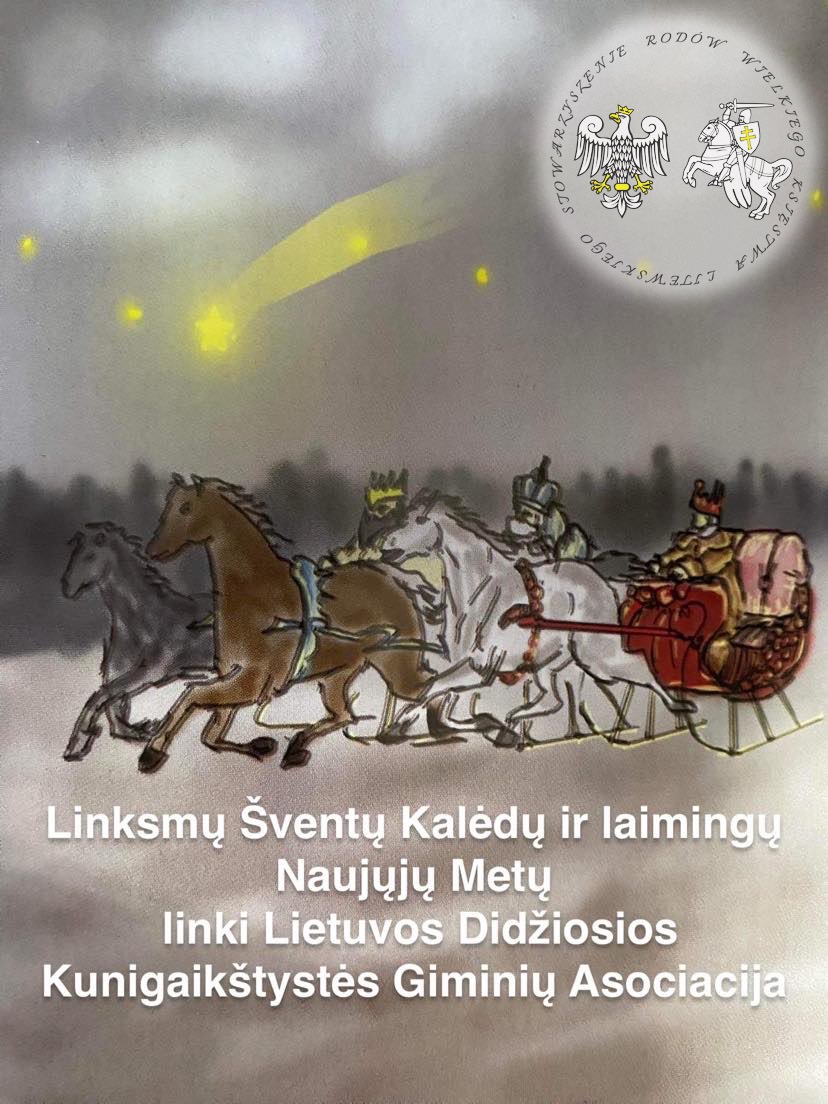 STOWARZYSZENIE RODÓW WIELKIEGO KSIĘSTWA LITEWSKIEGO
Linksmų Šventų Kalėdų ir laimingų
Naujųjų Metų
linki Lietuvos Didžiosios
Kunigaikštystės Giminių Asociacija